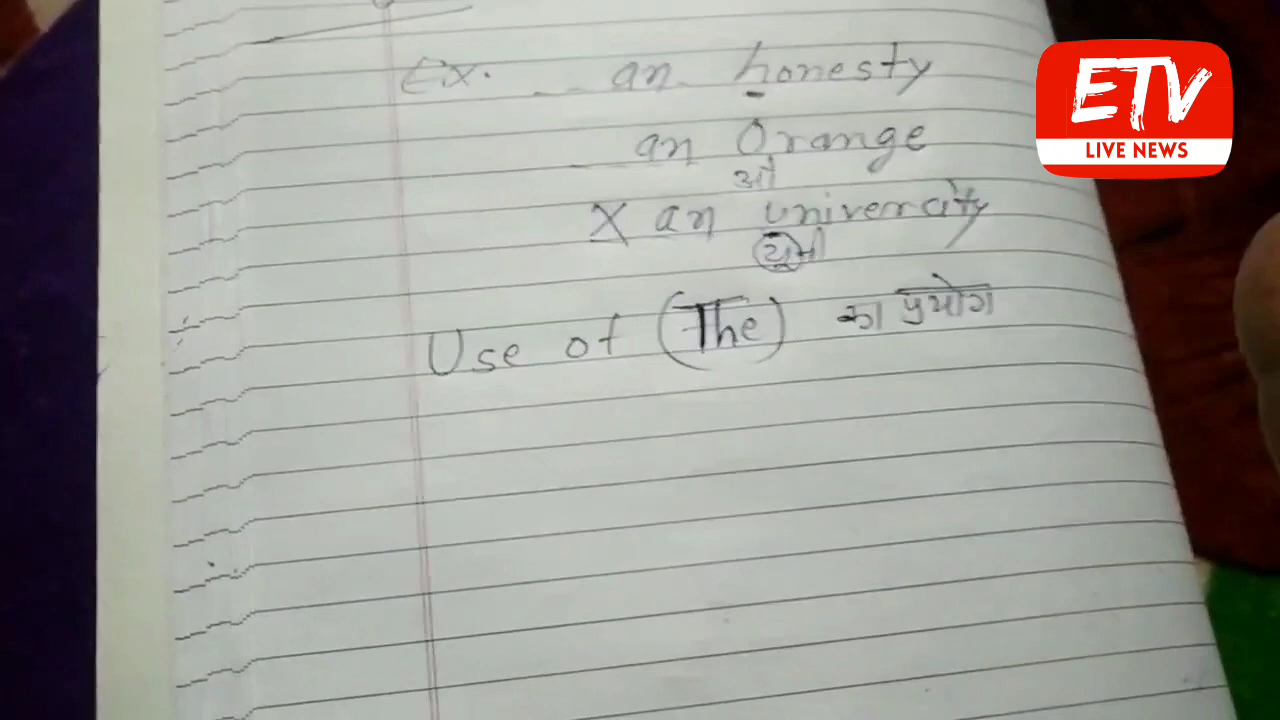 Ex. an honesty
an Orange
ओ
X an univercity
यूनी
Use of (The) का प्रयोग
ETV
LIVE NEWS